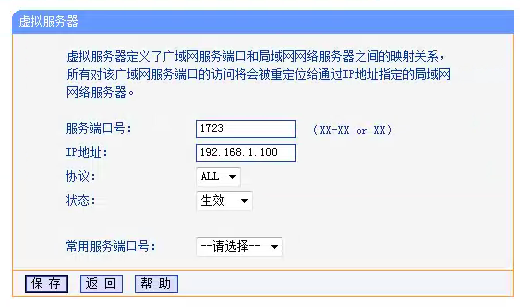 虚拟服务器
虚拟服务器定义了广域网服务端口和局域网网络服务器之间的映射关系，
所有对该广域网服务端口的访问将会被重定位给通过IP地址指定的局域网
网络服务器。
服务端口号： 1723 （XX-XX or XX）
IP地址： 192.168.1.100
协议： ALL
状态： 生效
常用服务端口号： --请选择--
保 存 返 回 帮 助